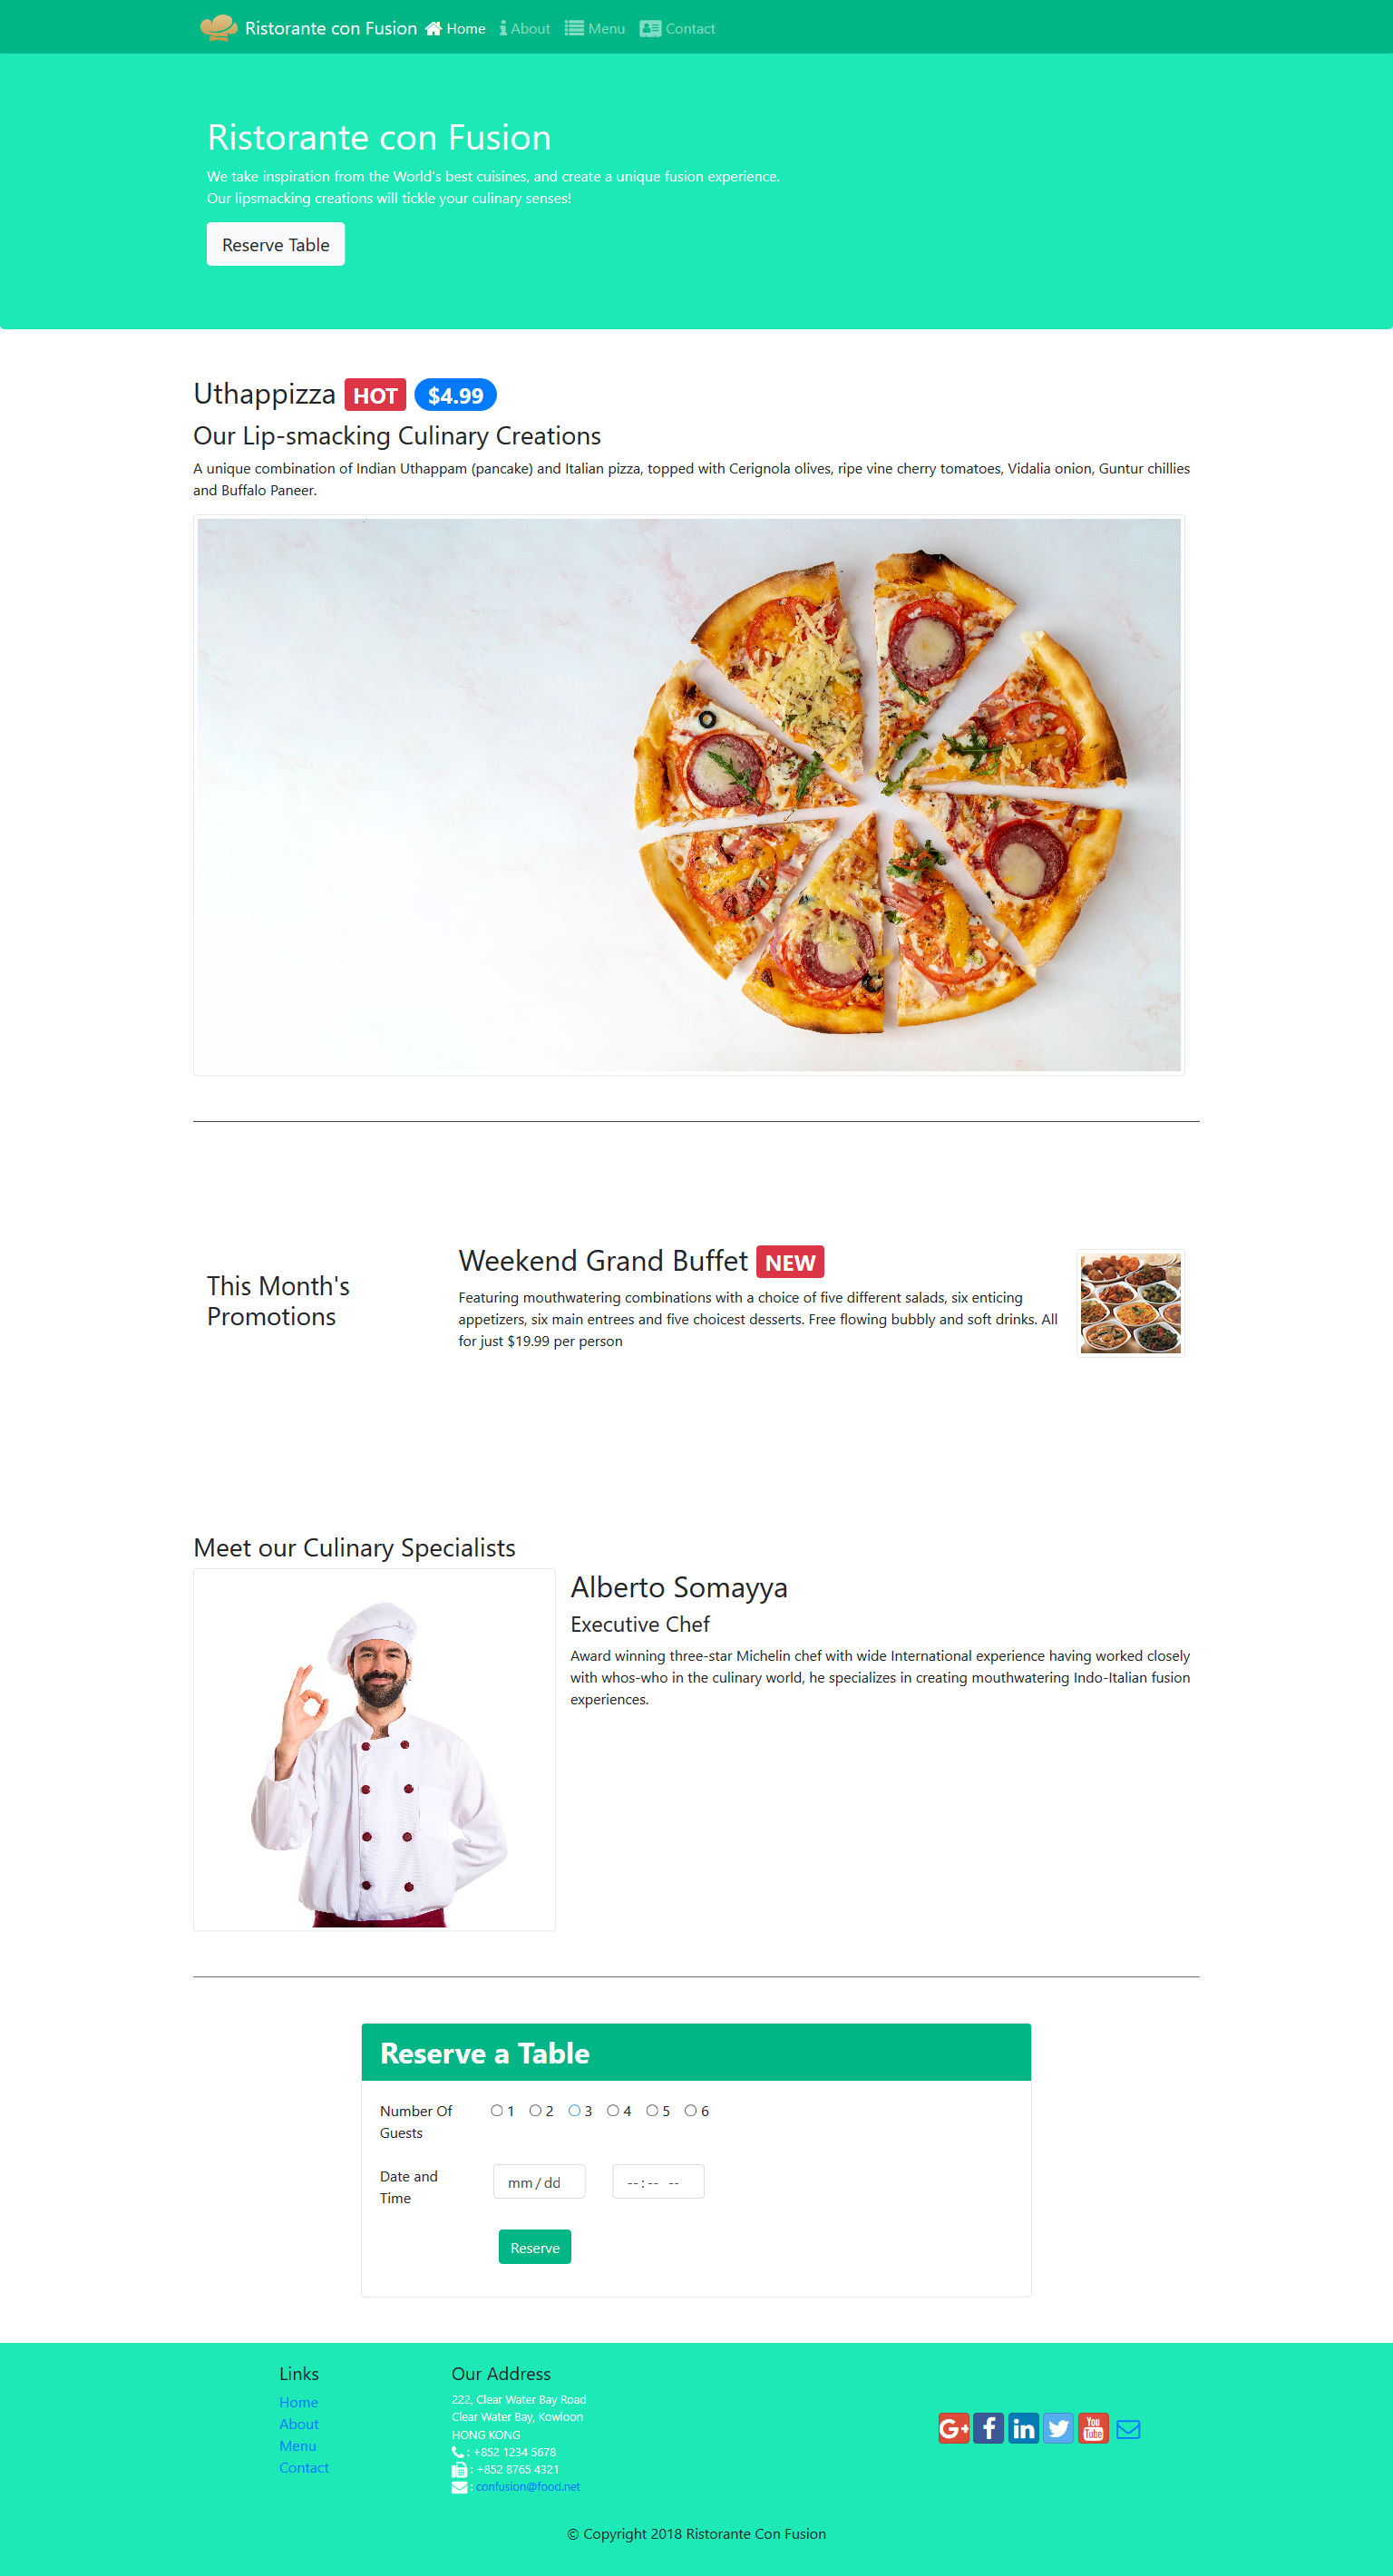 Ristorante con Fusion Home About Menu Contact
Ristorante con Fusion
We take inspiration from the World's best cuisines, and create a unique fusion experience.
Our lipsmacking creations will tickle your culinary senses!
Reserve Table
Uthappizza HOT $4.99
Our Lip-smacking Culinary Creations
A unique combination of Indian Uthappam (pancake) and Italian pizza, topped with Cerignola olives, ripe vine cherry tomatoes, Vidalia onion, Guntur chillies
and Buffalo Paneer.
This Month's
Promotions
Weekend Grand Buffet NEW
Featuring mouthwatering combinations with a choice of five different salads, six enticing
appetizers, six main entrees and five choicest desserts. Free flowing bubbly and soft drinks. All
for just $19.99 per person
Meet our Culinary Specialists
Alberto Somayya
Executive Chef
Award winning three-star Michelin chef with wide International experience having worked closely
with whos-who in the culinary world, he specializes in creating mouthwatering Indo-Italian fusion
experiences.
Reserve a Table
Number Of
Guests
1 2 3 4 5 6
Date and
Time
mm/dd --:-- --
Reserve
Links
Home
About
Menu
Contact
Our Address
222, Clear Water Bay Road
Clear Water Bay, Kowloon
HONG KONG
: +852 1234 5678
: +852 8765 4321
: confusion@food.net
G+ f in You Tube
© Copyright 2018 Ristorante Con Fusion